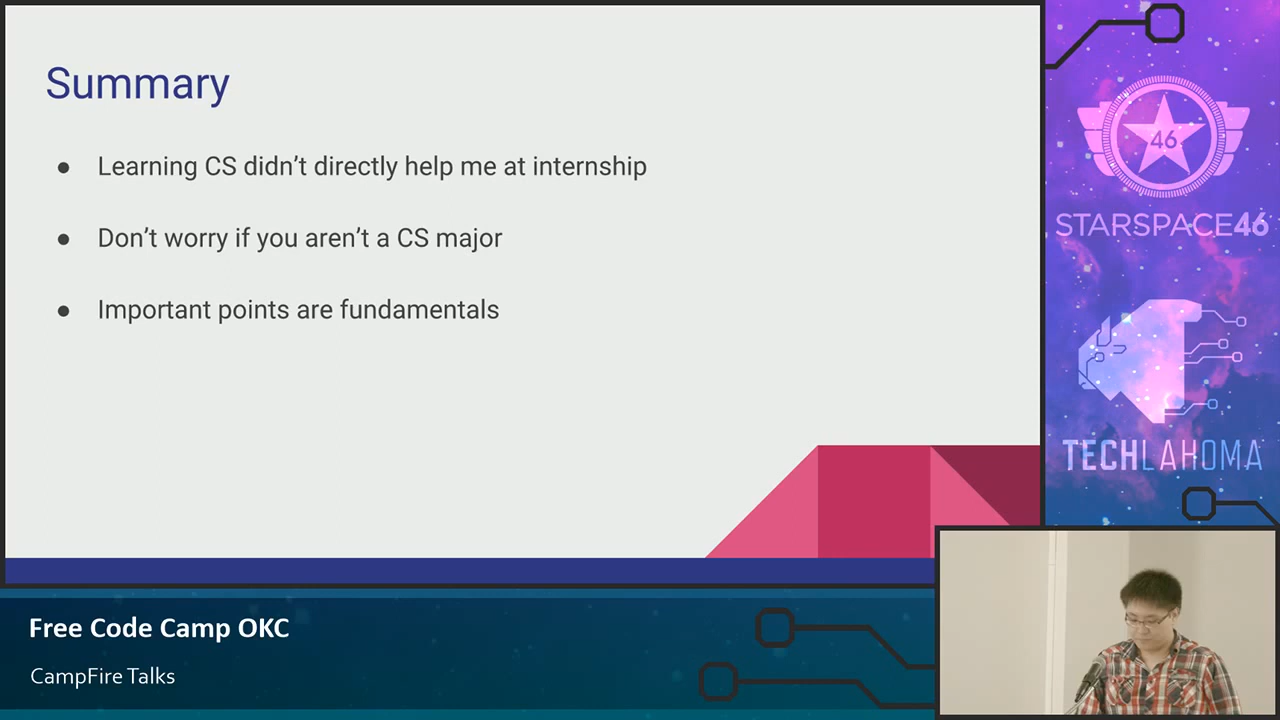 Summary
● Learning CS didn’t directly help me at internship
● Don’t worry if you aren’t a CS major
● Important points are fundamentals
46
STARSPACE46
TECHLAHOMA
Free Code Camp OKC
CampFire Talks